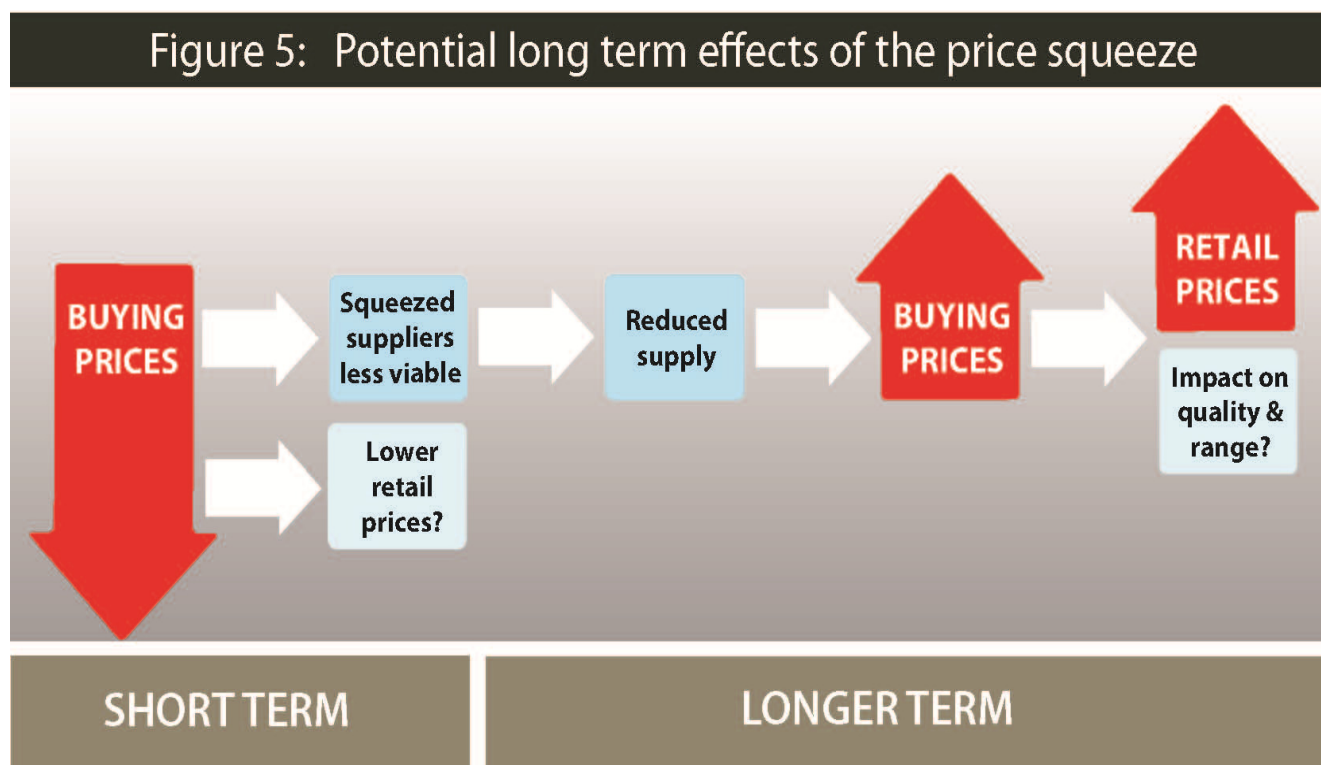 Figure 5: Potential long term effects of the price squeeze
BUYING
PRICES
Squeezed
suppliers
less viable
Lower
retail
prices?
Reduced
supply
BUYING
PRICES
RETAIL
PRICES
Impact on
quality &
range?
SHORT TERM
LONGER TERM